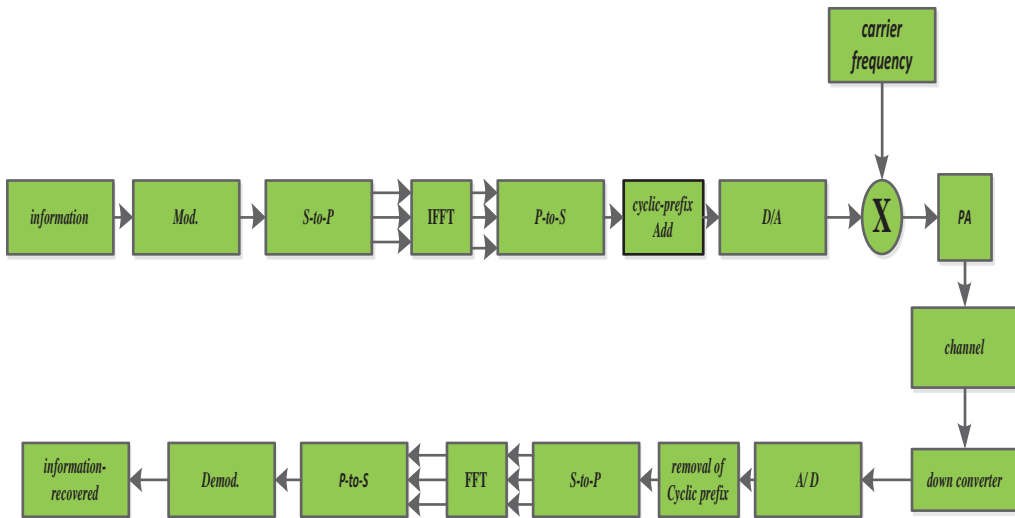 carrier
frequency
information
Mod.
S-to-P
IFFT
P-to-S
cyclic-prefix
Add
D/A
X
PA
channel
information-
recovered
Demod.
P-to-S
FFT
S-to-P
removal of
Cyclic prefix
A/ D
down converter